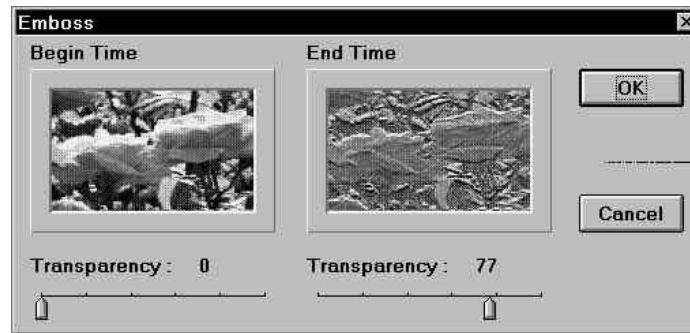 Emboss
Begin Time
End Time
OK
Cancel
Transparency : 0
Transparency : 77